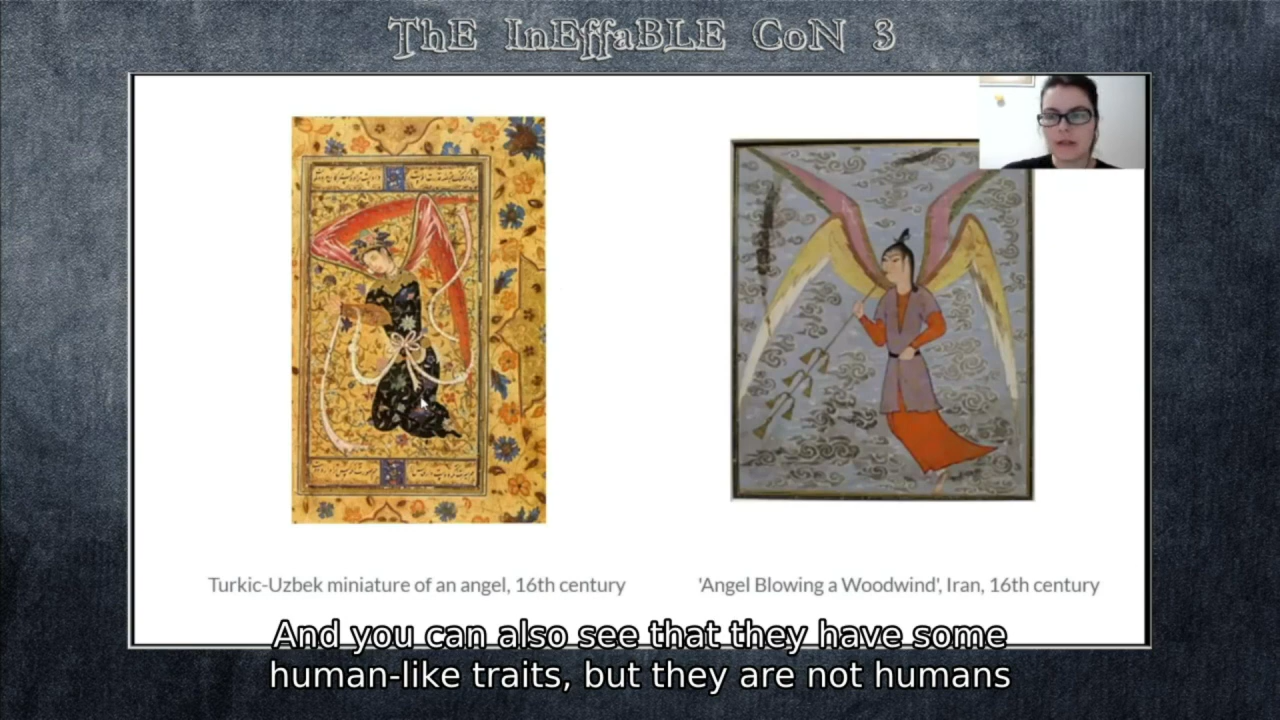 ThE InEffaBLE CoN 3
Turkic-Uzbek miniature of an angel, 16th century
'Angel Blowing a Woodwind', Iran, 16th century
And you can also see that they have some
human-like traits, but they are not humans